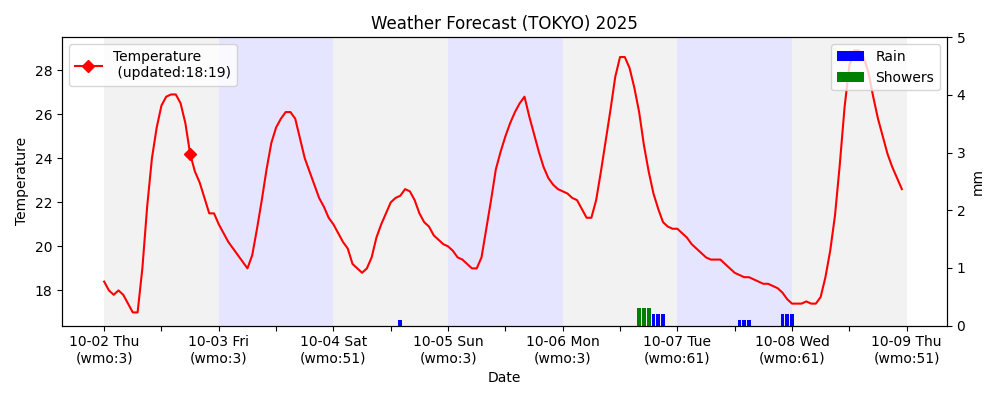 Weather Forecast (TOKYO) 2025
Temperature
(updated:18:19)
Rain
Showers
28
26
24
22
20
18
Temperature
5
4
3
2
1
0
mm
10-02 Thu
(wmo:3)
10-03 Fri
(wmo:3)
10-04 Sat
(wmo:51)
10-05 Sun
(wmo:3)
10-06 Mon
(wmo:3)
10-07 Tue
(wmo:61)
10-08 Wed
(wmo:61)
10-09 Thu
(wmo:51)
Date